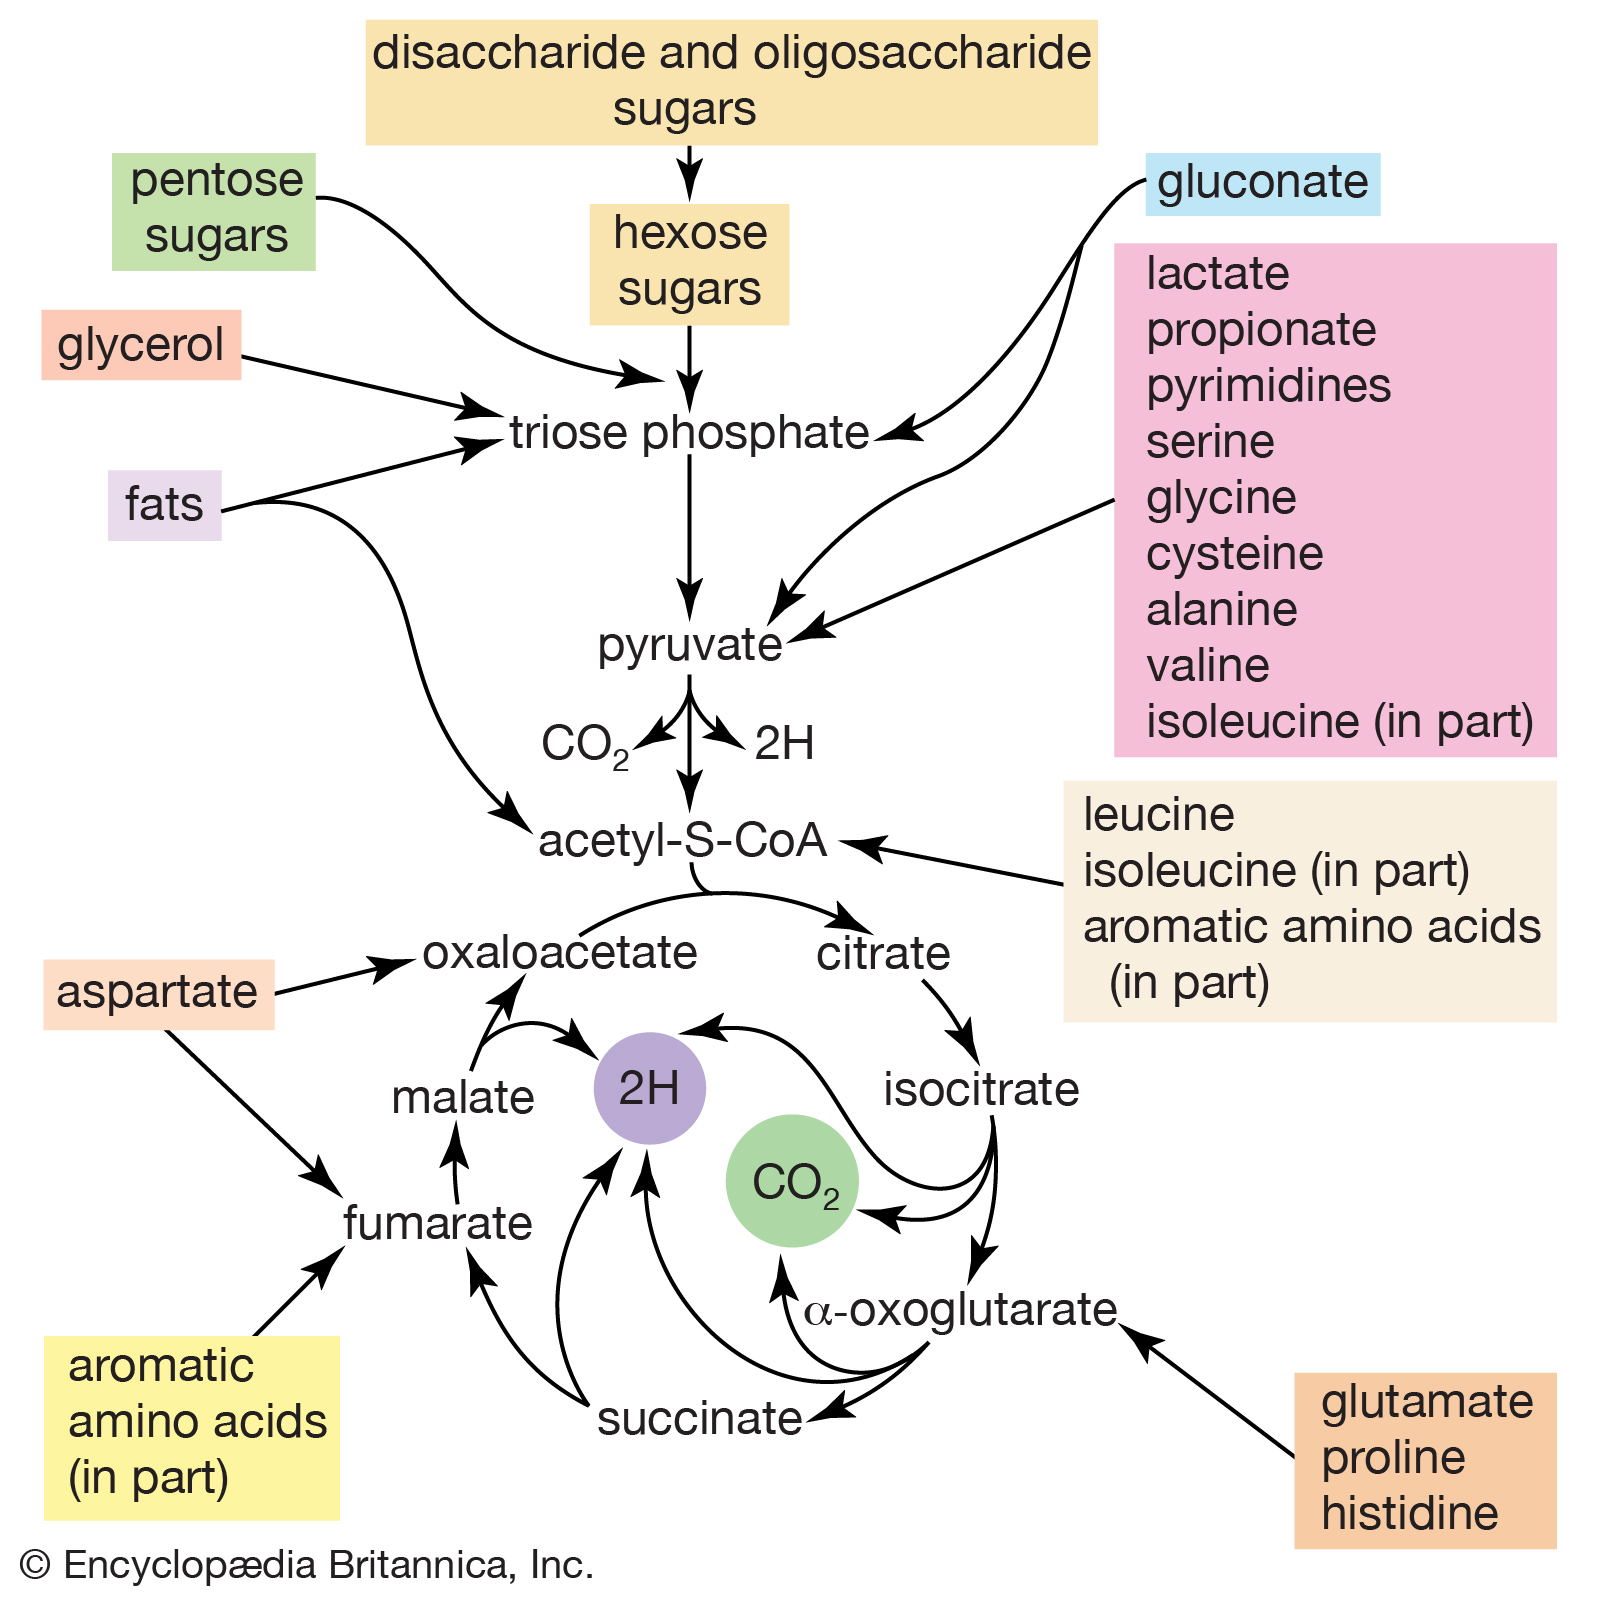 disaccharide and oligosaccharide
sugars
pentose
sugars
gluconate
hexose
sugars
lactate
propionate
pyrimidines
serine
glycine
cysteine
alanine
valine
isoleucine (in part)
glycerol
triose phosphate
fats
pyruvate
CO₂
2H
acetyl-S-CoA
leucine
isoleucine (in part)
aromatic amino acids
(in part)
oxaloacetate
citrate
aspartate
2H
malate
isocitrate
CO₂
fumarate
α-oxoglutarate
succinate
aromatic
amino acids
(in part)
glutamate
proline
histidine
© Encyclopædia Britannica, Inc.